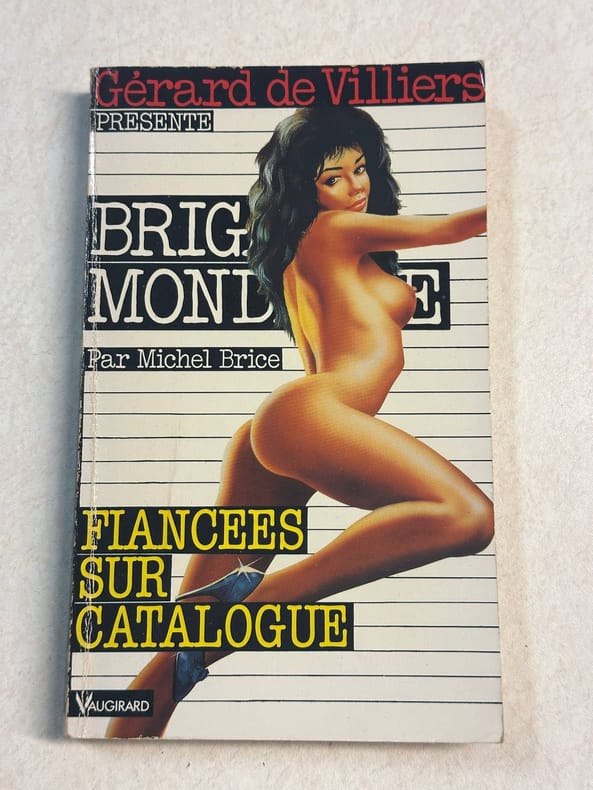 Gérard de Villiers
PRESENTE
BRIG
MOND E
Par Michel Brice
FIANCEES
SUR
CATALOGUE
VAUGIRARD